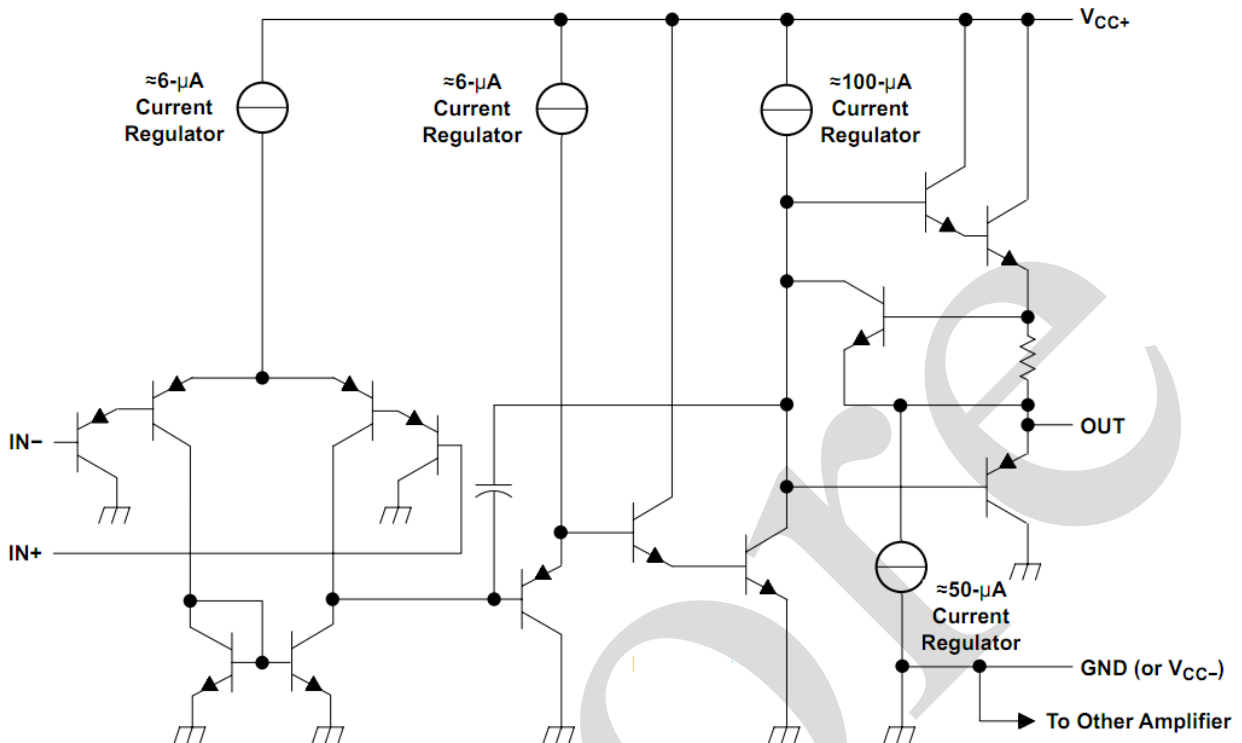 VCC+
≈6-µA
Current
Regulator
≈6-µA
Current
Regulator
≈100-µA
Current
Regulator
IN−
OUT
IN+
≈50-µA
Current
Regulator
GND (or VCC−)
To Other Amplifier
ore